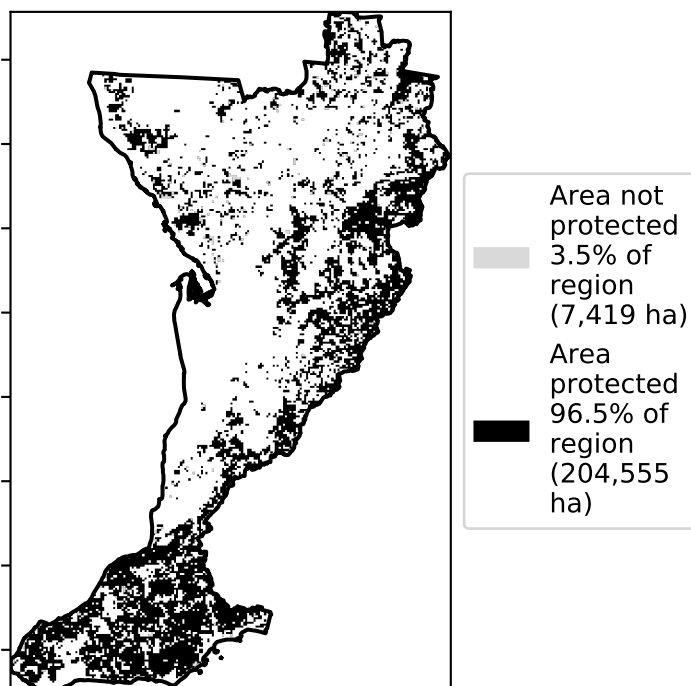 Area not
protected
3.5% of
region
(7,419 ha)
Area
protected
96.5% of
region
(204,555
ha)